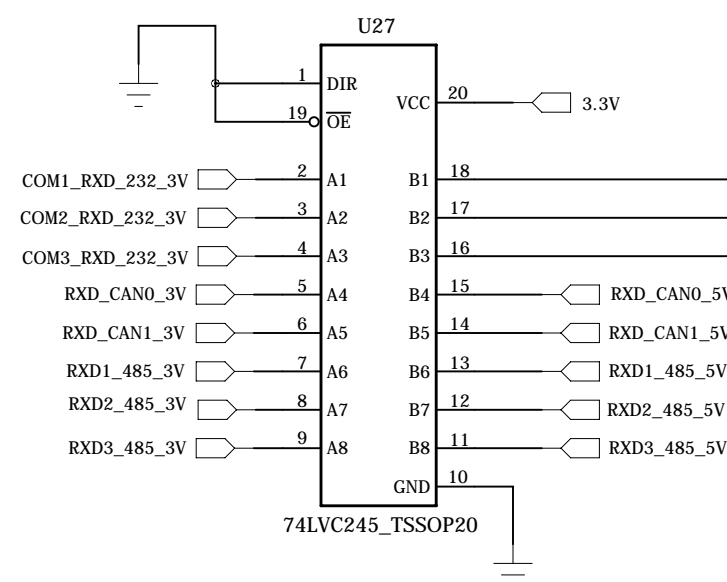 U27
1 DIR
VCC 20 3.3V
19 OE
COM1_RXD_232_3V 2 A1 B1 18
COM2_RXD_232_3V 3 A2 B2 17
COM3_RXD_232_3V 4 A3 B3 16
RXD_CAN0_3V 5 A4 B4 15 RXD_CAN0_5V
RXD_CAN1_3V 6 A5 B5 14 RXD_CAN1_5V
RXD1_485_3V 7 A6 B6 13 RXD1_485_5V
RXD2_485_3V 8 A7 B7 12 RXD2_485_5V
RXD3_485_3V 9 A8 B8 11 RXD3_485_5V
GND 10
74LVC245_TSSOP20